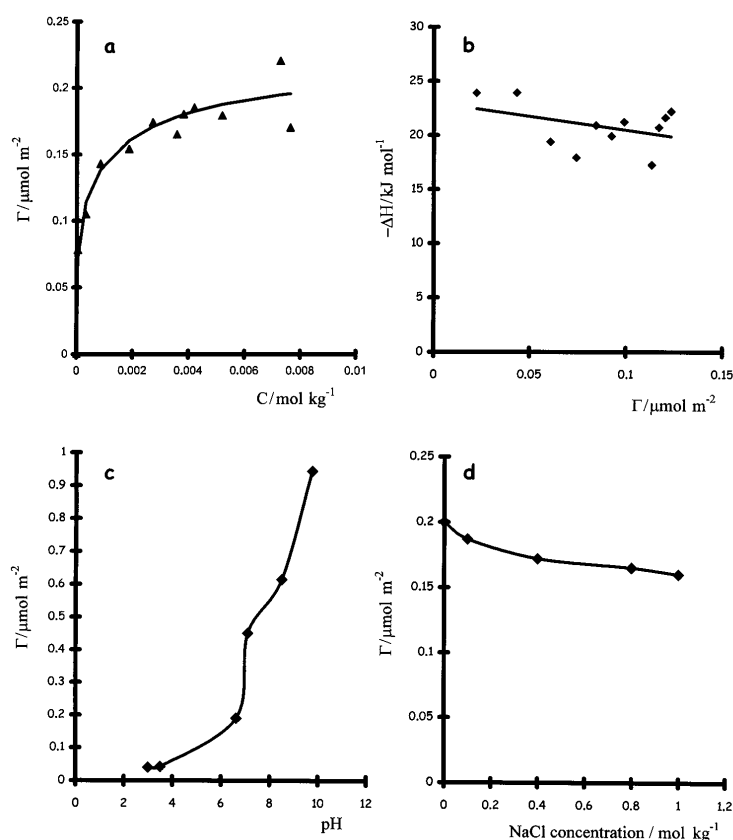 a
0.25
0.2
0.15
0.1
0.05
0
Γ/μmol m⁻²
0 0.002 0.004 0.006 0.008 0.01
C/mol kg⁻¹
b
30
25
20
15
10
5
0
−ΔH/kJ mol⁻¹
0 0.05 0.1 0.15
Γ/μmol m⁻²
c
1
0.9
0.8
0.7
0.6
0.5
0.4
0.3
0.2
0.1
0
Γ/μmol m⁻²
0 2 4 6 8 10 12
pH
d
0.25
0.2
0.15
0.1
0.05
0
Γ/μmol m⁻²
0 0.2 0.4 0.6 0.8 1 1.2
NaCl concentration / mol kg⁻¹